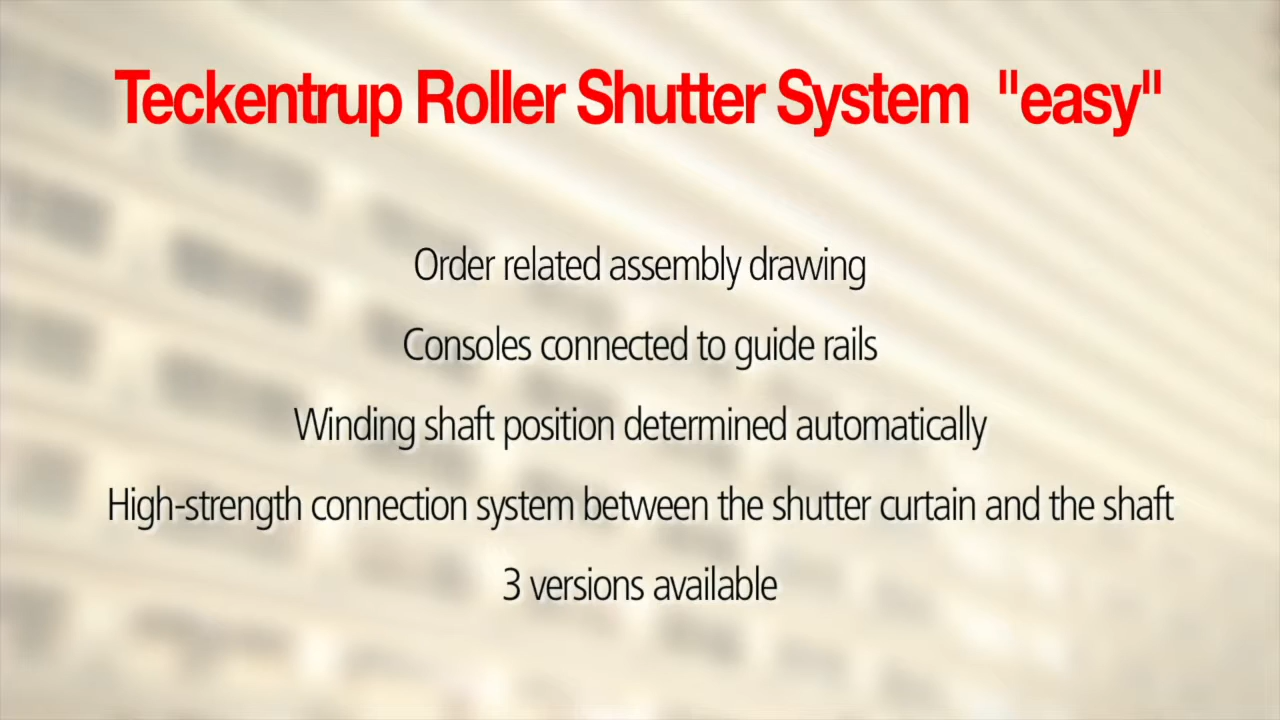 Teckentrup Roller Shutter System "easy"
Order related assembly drawing
Consoles connected to guide rails
Winding shaft position determined automatically
High-strength connection system between the shutter curtain and the shaft
3 versions available